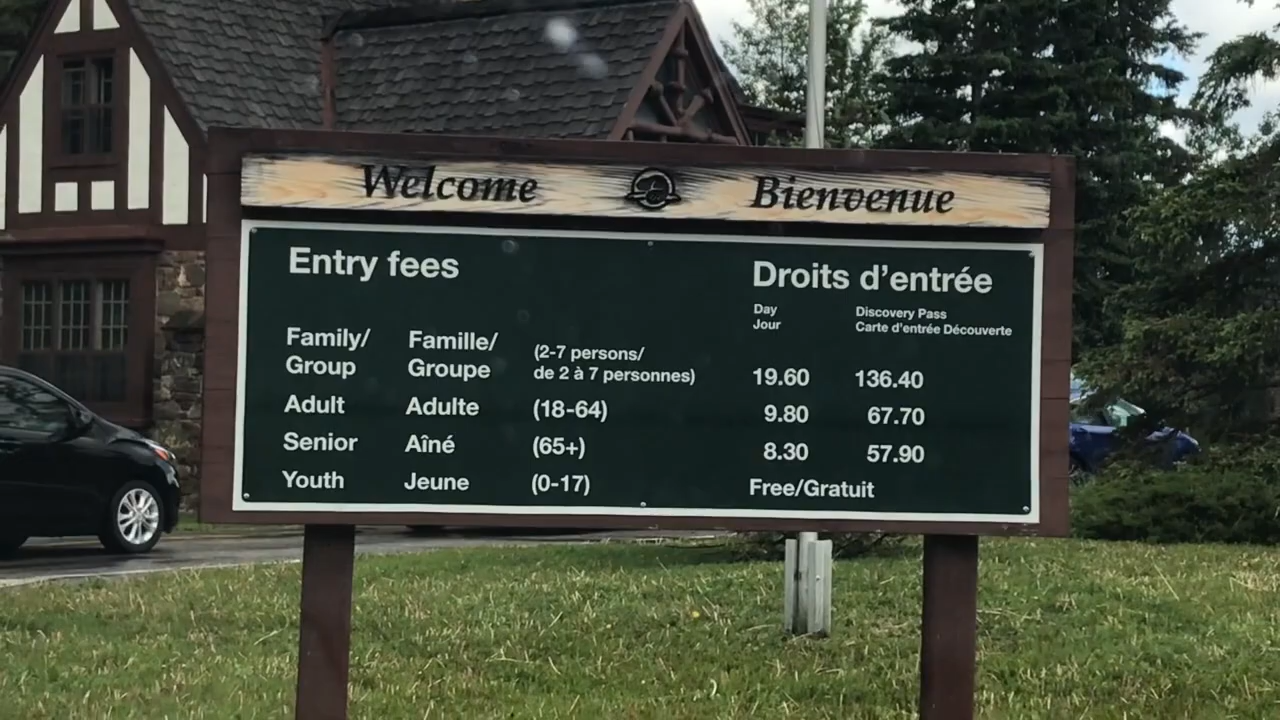 Welcome Bienvenue
Entry fees Droits d'entrée
Day Discovery Pass
Jour Carte d'entrée Découverte
Family/ Famille/ (2-7 persons/
Group Groupe de 2 à 7 personnes) 19.60 136.40
Adult Adulte (18-64) 9.80 67.70
Senior Aîné (65+) 8.30 57.90
Youth Jeune (0-17) Free/Gratuit